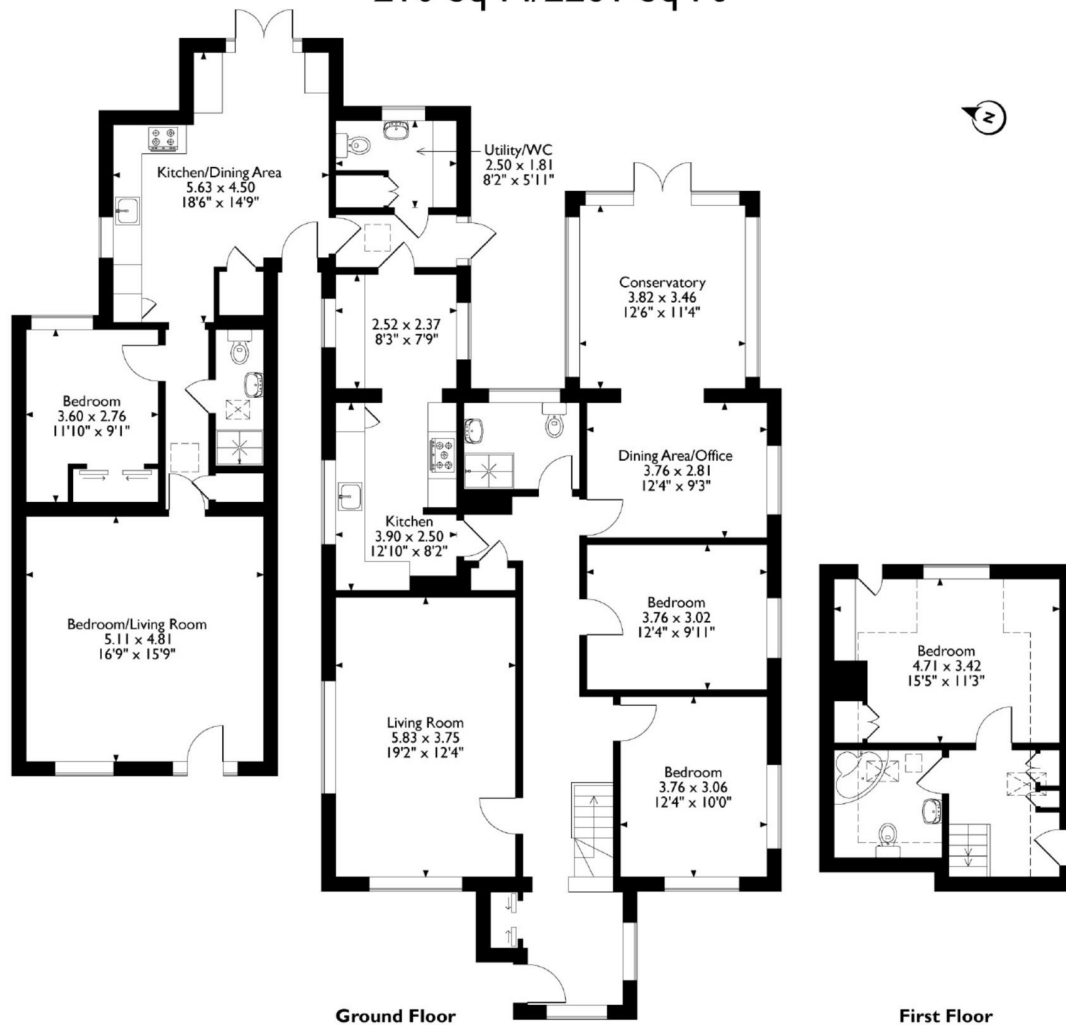 Kitchen/Dining Area
5.63 x 4.50
18'6" x 14'9"
Utility/WC
2.50 x 1.81
8'2" x 5'11"
N
Conservatory
3.82 x 3.46
12'6" x 11'4"
2.52 x 2.37
8'3" x 7'9"
Bedroom
3.60 x 2.76
11'10" x 9'1"
Dining Area/Office
3.76 x 2.81
12'4" x 9'3"
Kitchen
3.90 x 2.50
12'10" x 8'2"
Bedroom/Living Room
5.11 x 4.81
16'9" x 15'9"
Bedroom
3.76 x 3.02
12'4" x 9'11"
Bedroom
4.71 x 3.42
15'5" x 11'3"
Living Room
5.83 x 3.75
19'2" x 12'4"
Bedroom
3.76 x 3.06
12'4" x 10'0"
Ground Floor
First Floor